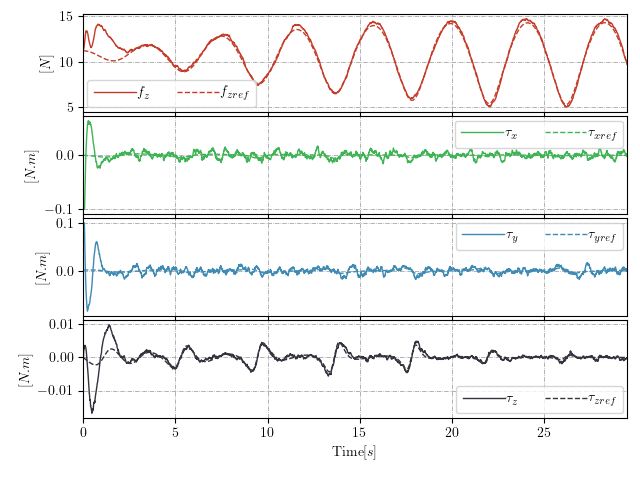 15
10
5
[N]
f_z f_zref
0.0
−0.1
[N.m]
τ_x τ_xref
0.1
0.0
[N.m]
τ_y τ_yref
0.01
0.00
−0.01
[N.m]
τ_z τ_zref
0 5 10 15 20 25
Time[s]